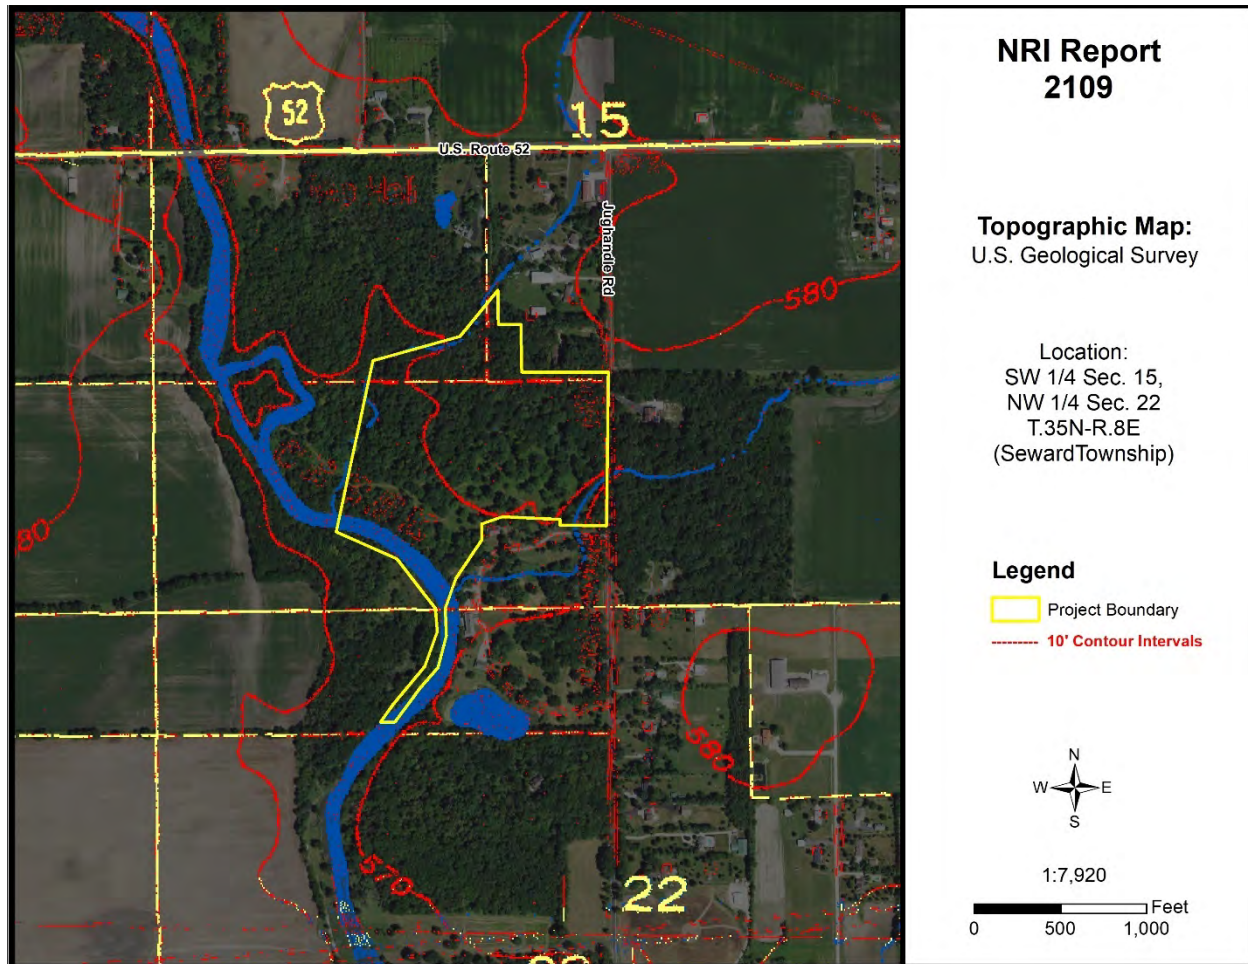 52
15
U.S. Route 52
Jughandle Rd
580
80
580
570
22
NRI Report
2109
Topographic Map:
U.S. Geological Survey
Location:
SW 1/4 Sec. 15,
NW 1/4 Sec. 22
T.35N-R.8E
(SewardTownship)
Legend
Project Boundary
10' Contour Intervals
N
W E
S
1:7,920
Feet
0 500 1,000